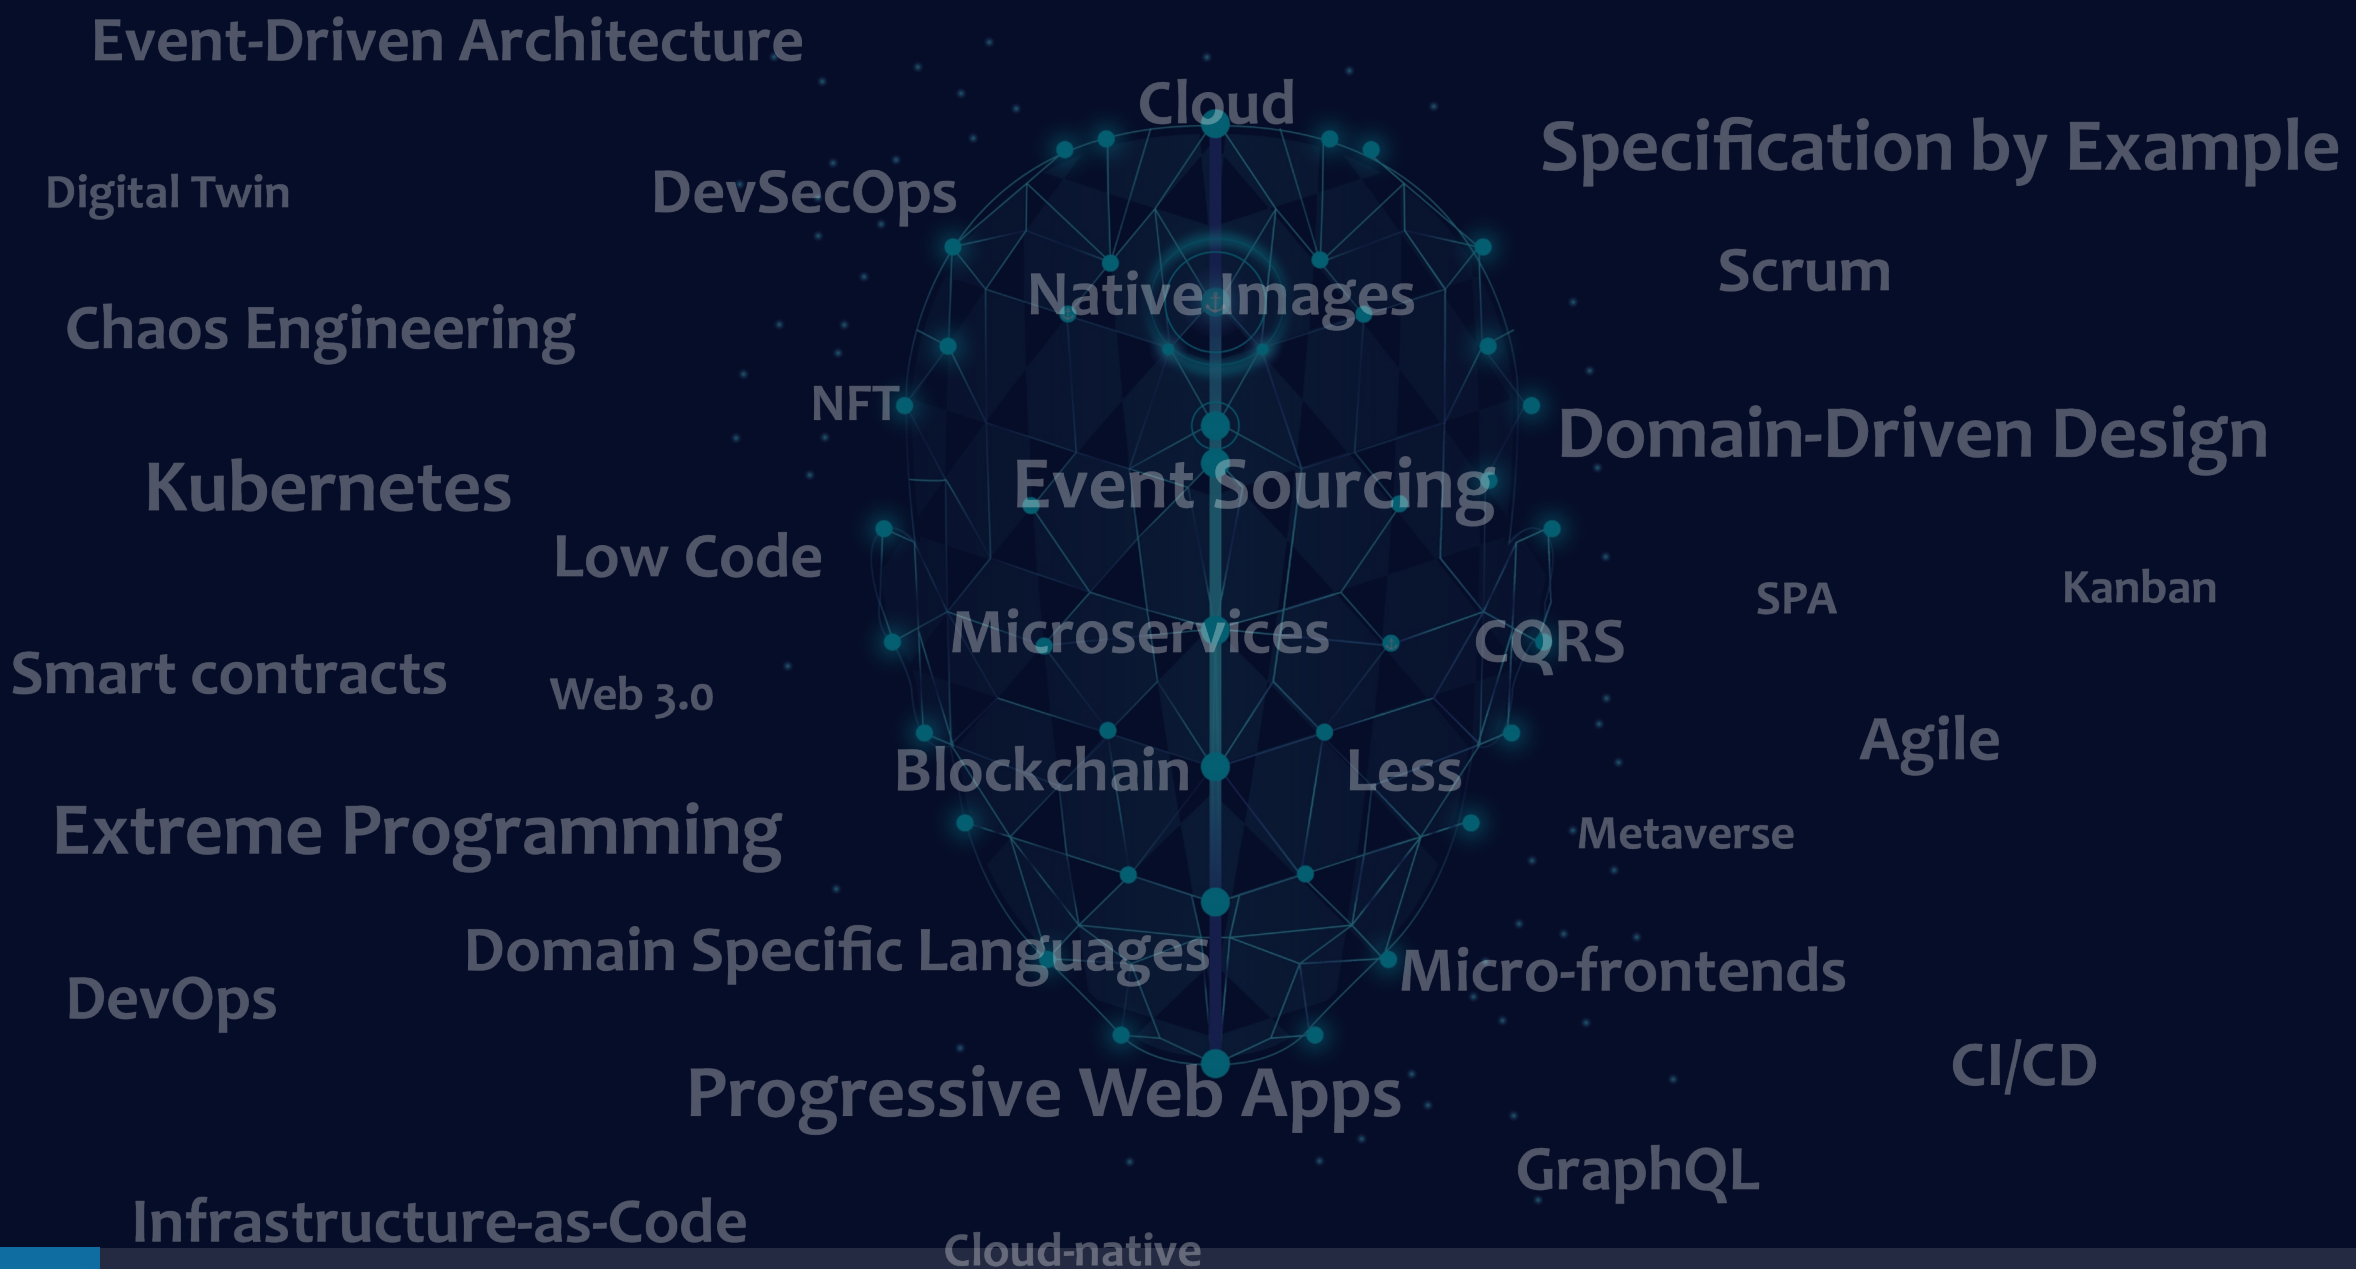 Event-Driven Architecture
Cloud
Specification by Example
Digital Twin
DevSecOps
Scrum
Native Images
Chaos Engineering
NFT
Domain-Driven Design
Kubernetes
Event Sourcing
Low Code
SPA
Kanban
Microservices
CQRS
Smart contracts
Web 3.0
Agile
Blockchain
Less
Extreme Programming
Metaverse
Domain Specific Languages
Micro-frontends
DevOps
CI/CD
Progressive Web Apps
GraphQL
Infrastructure-as-Code
Cloud-native